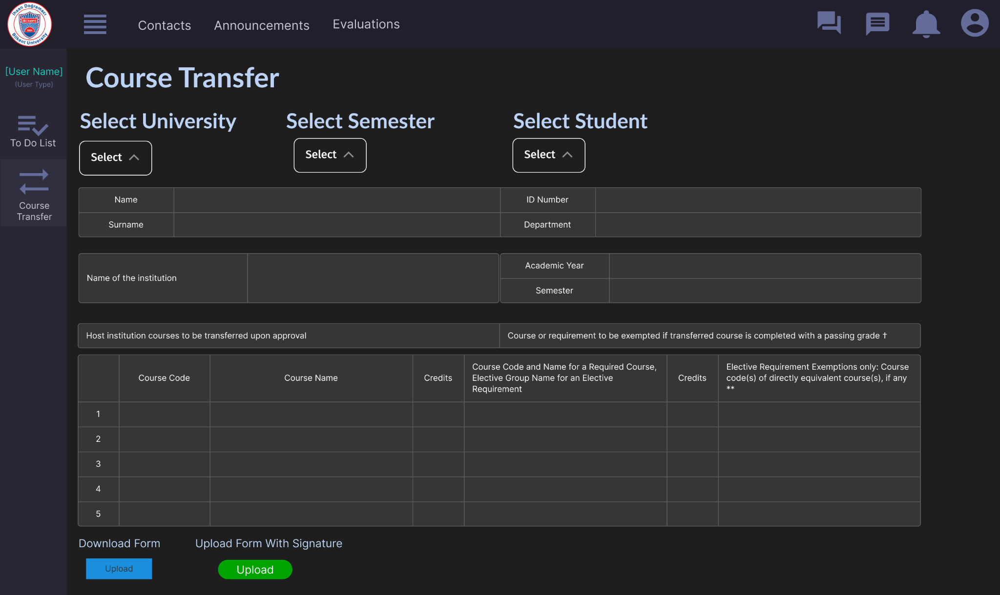 İhsan Doğramacı
Bilkent
1984
Bilkent University
Contacts
Announcements
Evaluations
[User Name]
(User Type)
To Do List
Course
Transfer
Course Transfer
Select University
Select Semester
Select Student
Select
Select
Select
Name
ID Number
Surname
Department
Name of the institution
Academic Year
Semester
Host institution courses to be transferred upon approval
Course or requirement to be exempted if transferred course is completed with a passing grade †
Course Code
Course Name
Credits
Course Code and Name for a Required Course,
Elective Group Name for an Elective
Requirement
Credits
Elective Requirement Exemptions only: Course
code(s) of directly equivalent course(s), if any
**
1
2
3
4
5
Download Form
Upload Form With Signature
Upload
Upload